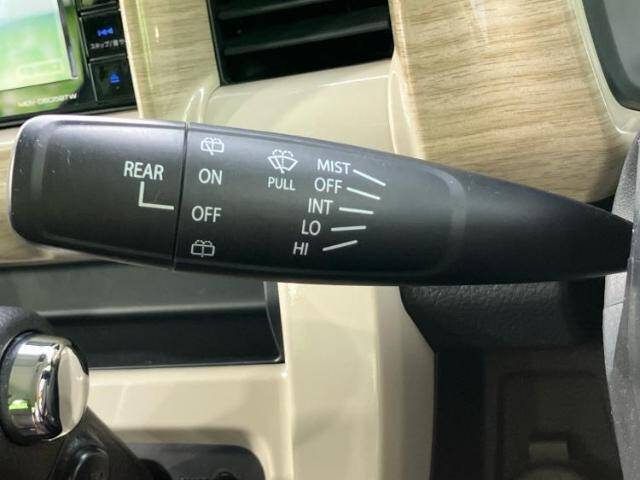 REAR
ON
OFF
PULL
MIST
OFF
INT
LO
HI